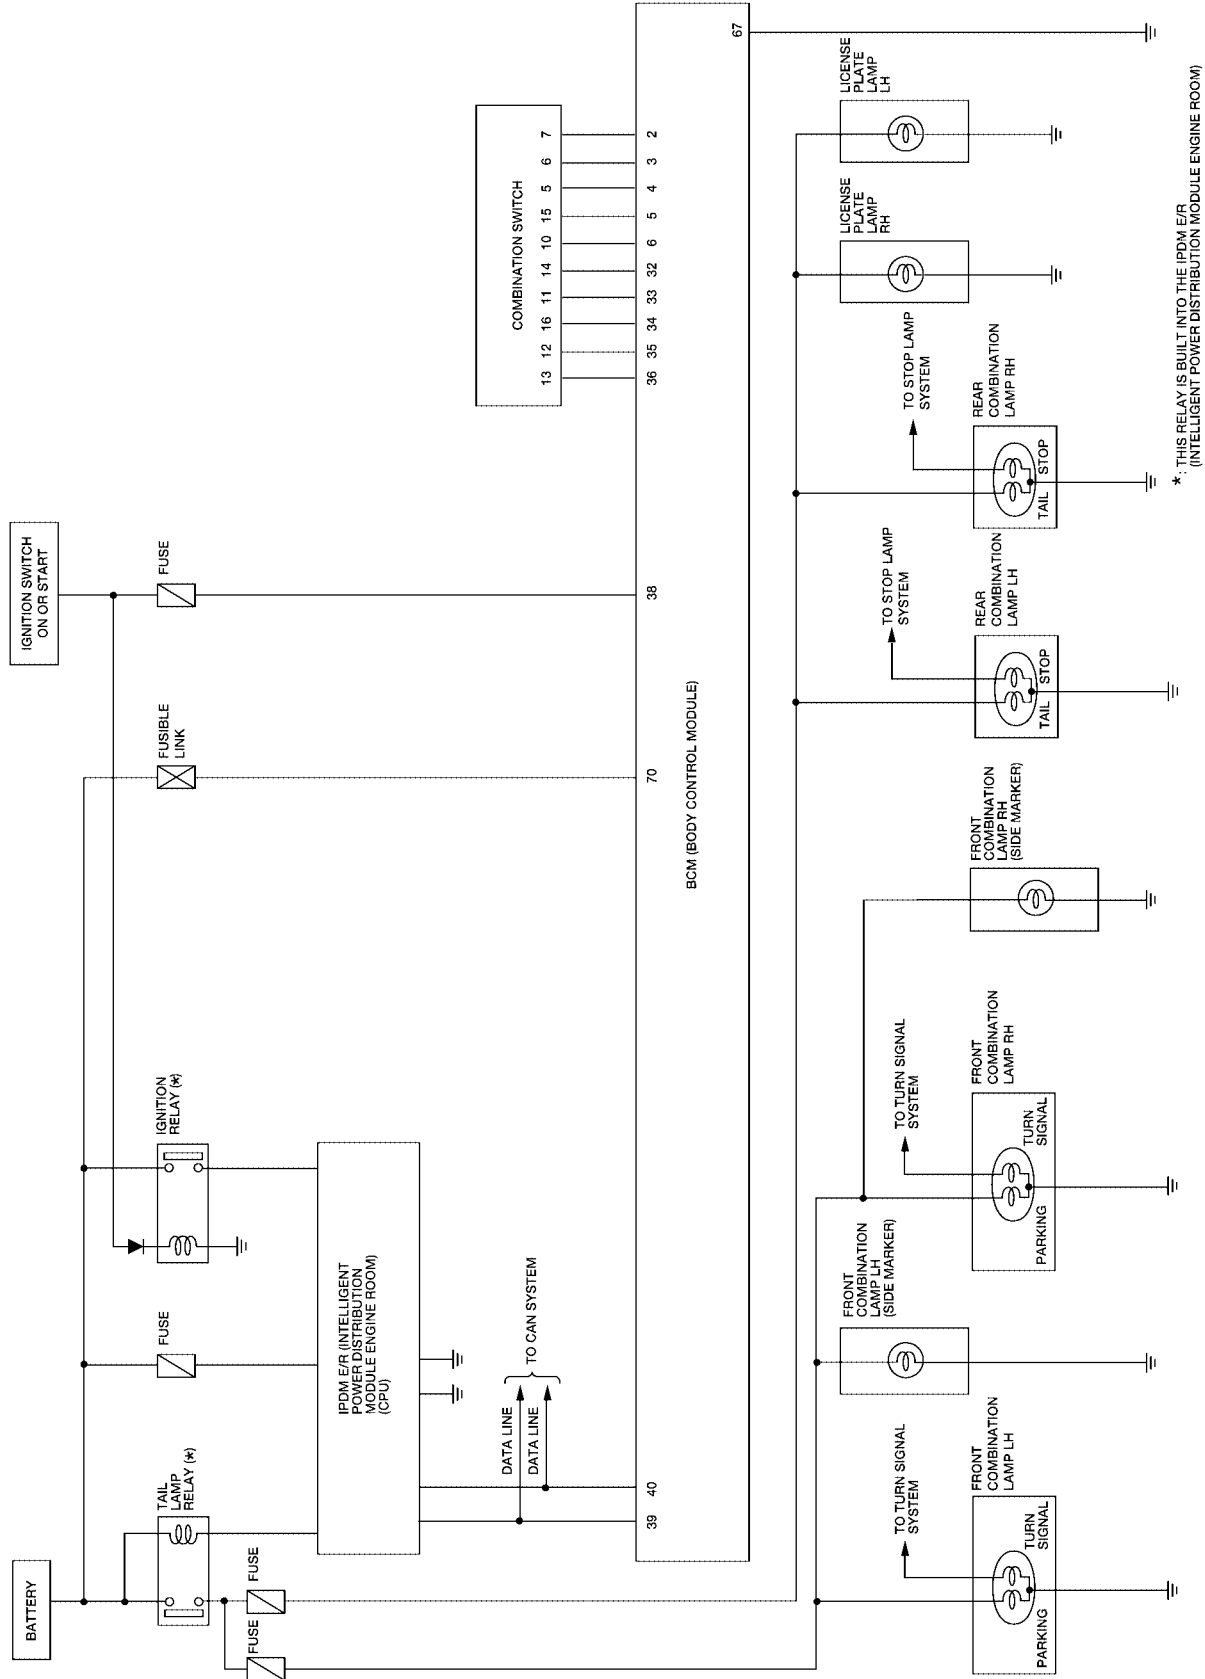 BATTERY
IGNITION SWITCH
ON OR START
TAIL
LAMP
RELAY (*)
FUSE
IGNITION
RELAY (*)
FUSIBLE
LINK
FUSE
FUSE
FUSE
IPDM E/R (INTELLIGENT
POWER DISTRIBUTION
MODULE ENGINE ROOM)
(CPU)
COMBINATION SWITCH
13 12 16 11 14 10 15 5 6 7
DATA LINE
DATA LINE
TO CAN SYSTEM
39 40 70 38 36 35 34 33 32 6 5 4 3 2
BCM (BODY CONTROL MODULE)
67
TO TURN SIGNAL
SYSTEM
FRONT
COMBINATION
LAMP LH
PARKING
TURN
SIGNAL
FRONT
COMBINATION
LAMP LH
(SIDE MARKER)
TO TURN SIGNAL
SYSTEM
FRONT
COMBINATION
LAMP RH
PARKING
TURN
SIGNAL
FRONT
COMBINATION
LAMP RH
(SIDE MARKER)
TO STOP LAMP
SYSTEM
REAR
COMBINATION
LAMP LH
TAIL
STOP
TO STOP LAMP
SYSTEM
REAR
COMBINATION
LAMP RH
TAIL
STOP
LICENSE
PLATE
LAMP
RH
LICENSE
PLATE
LAMP
LH
* : THIS RELAY IS BUILT INTO THE IPDM E/R
(INTELLIGENT POWER DISTRIBUTION MODULE ENGINE ROOM)